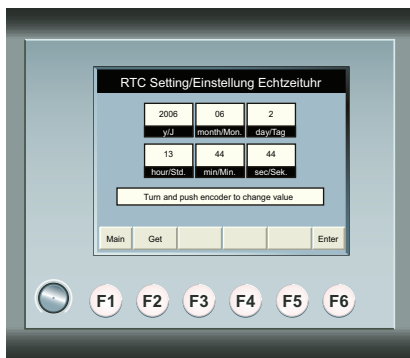 RTC Setting/Einstellung Echtzeituhr
2006 06 2
y/J month/Mon. day/Tag
13 44 44
hour/Std. min/Min. sec/Sek.
Turn and push encoder to change value
Main Get Enter
F1 F2 F3 F4 F5 F6